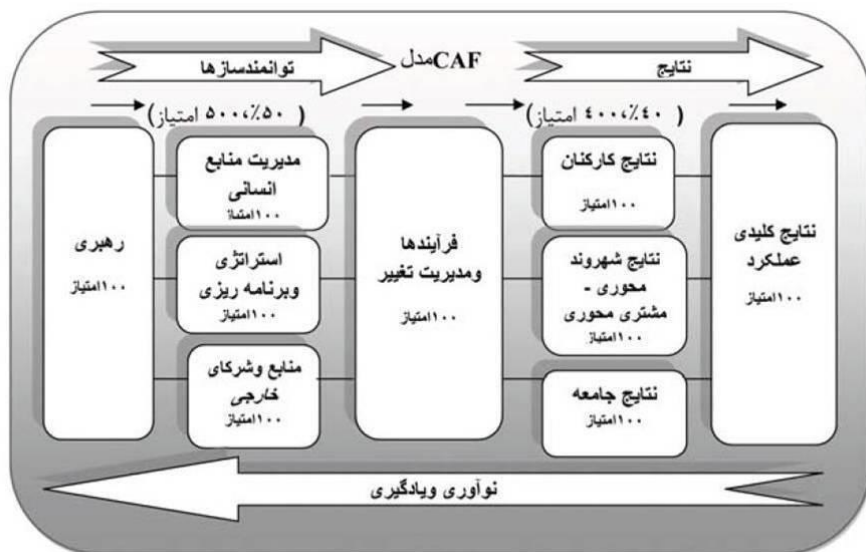 مدل CAF
توانمندسازها
(۵۰٪، ۵۰۰ امتیاز)
نتایج
(۴۰٪، ۴۰۰ امتیاز)
رهبری
۱۰۰امتیاز
مدیریت منابع
انسانی
۱۰۰امتیاز
استراتژی
وبرنامه ریزی
۱۰۰امتیاز
منابع وشرکای
خارجی
۱۰۰امتیاز
فرآیندها
ومدیریت تغییر
۱۰۰امتیاز
نتایج کارکنان
۱۰۰امتیاز
نتایج شهروند
محوری -
مشتری محوری
۱۰۰امتیاز
نتایج جامعه
۱۰۰امتیاز
نتایج کلیدی
عملکرد
۱۰۰امتیاز
نوآوری ویادگیری